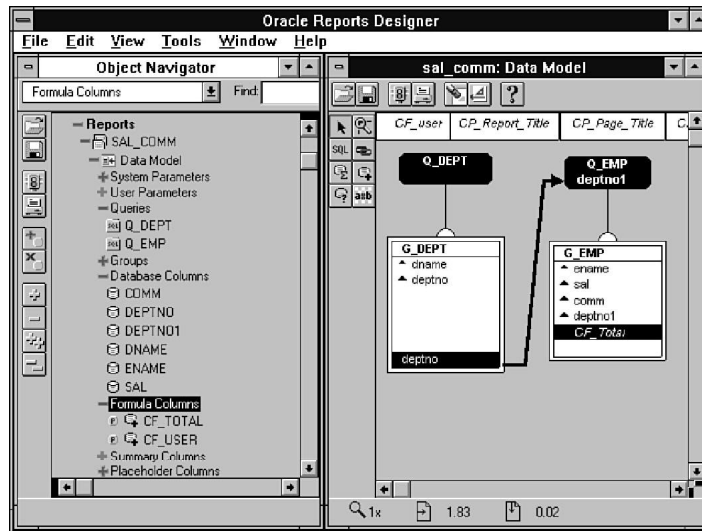 Oracle Reports Designer
File Edit View Tools Window Help
Object Navigator
Formula Columns Find:
Reports
SAL_COMM
Data Model
System Parameters
User Parameters
Queries
SQL Q_DEPT
SQL Q_EMP
Groups
Database Columns
COMM
DEPTNO
DEPTNO1
DNAME
ENAME
SAL
Formula Columns
P CF_TOTAL
P CF_USER
Summary Columns
Placeholder Columns
sal_comm: Data Model
CF_user CP_Report_Title CP_Page_Title
SQL
Q_DEPT
Q_EMP
deptno1
G_DEPT
dname
deptno
deptno
G_EMP
ename
sal
comm
deptno1
CF_Total
1x 1.83 0.02